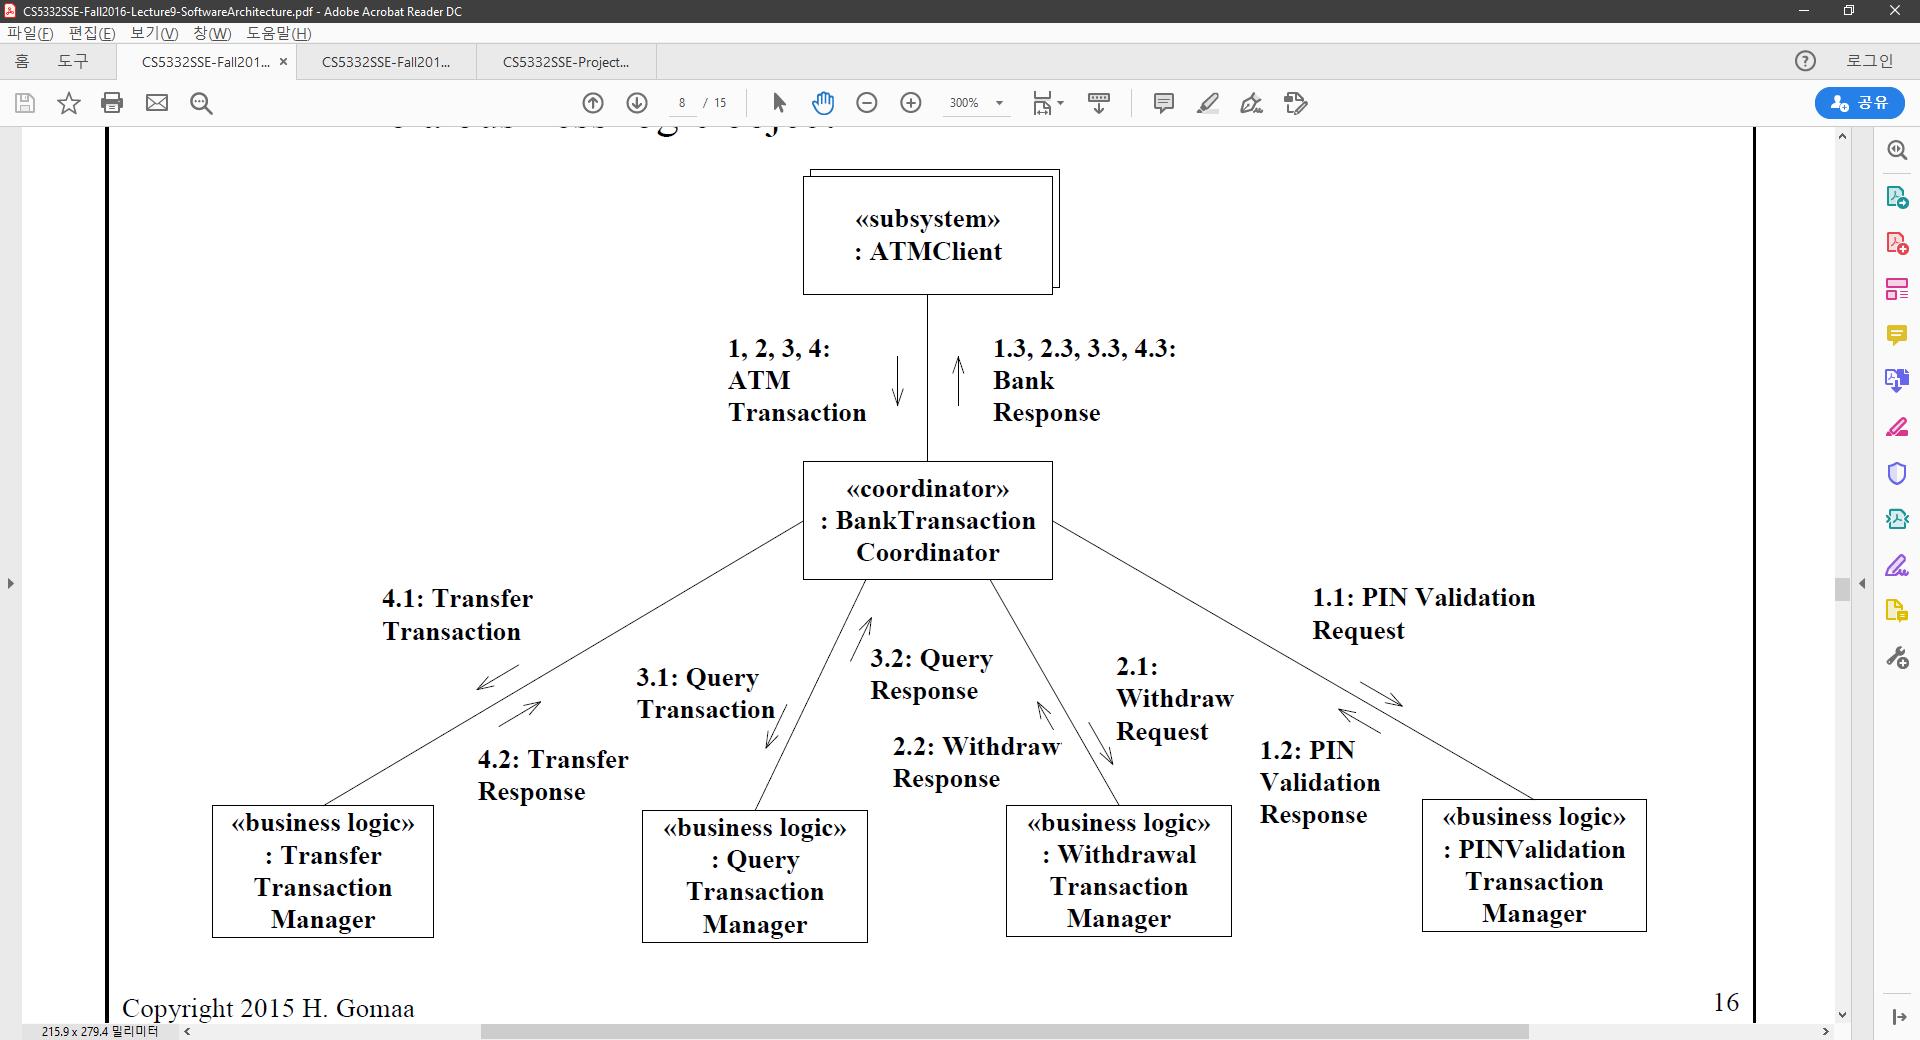 CS5332SSE-Fall2016-Lecture9-SoftwareArchitecture.pdf - Adobe Acrobat Reader DC
파일(F) 편집(E) 보기(V) 창(W) 도움말(H)
홈 도구 CS5332SSE-Fall201... × CS5332SSE-Fall201... CS5332SSE-Project... ? 로그인
8 / 15 300% 공유
«subsystem»
: ATMClient
1, 2, 3, 4:
ATM
Transaction
1.3, 2.3, 3.3, 4.3:
Bank
Response
«coordinator»
: BankTransaction
Coordinator
4.1: Transfer
Transaction
4.2: Transfer
Response
3.1: Query
Transaction
3.2: Query
Response
2.2: Withdraw
Response
2.1:
Withdraw
Request
1.1: PIN Validation
Request
1.2: PIN
Validation
Response
«business logic»
: Transfer
Transaction
Manager
«business logic»
: Query
Transaction
Manager
«business logic»
: Withdrawal
Transaction
Manager
«business logic»
: PINValidation
Transaction
Manager
Copyright 2015 H. Gomaa
16
215.9 x 279.4 밀리미터